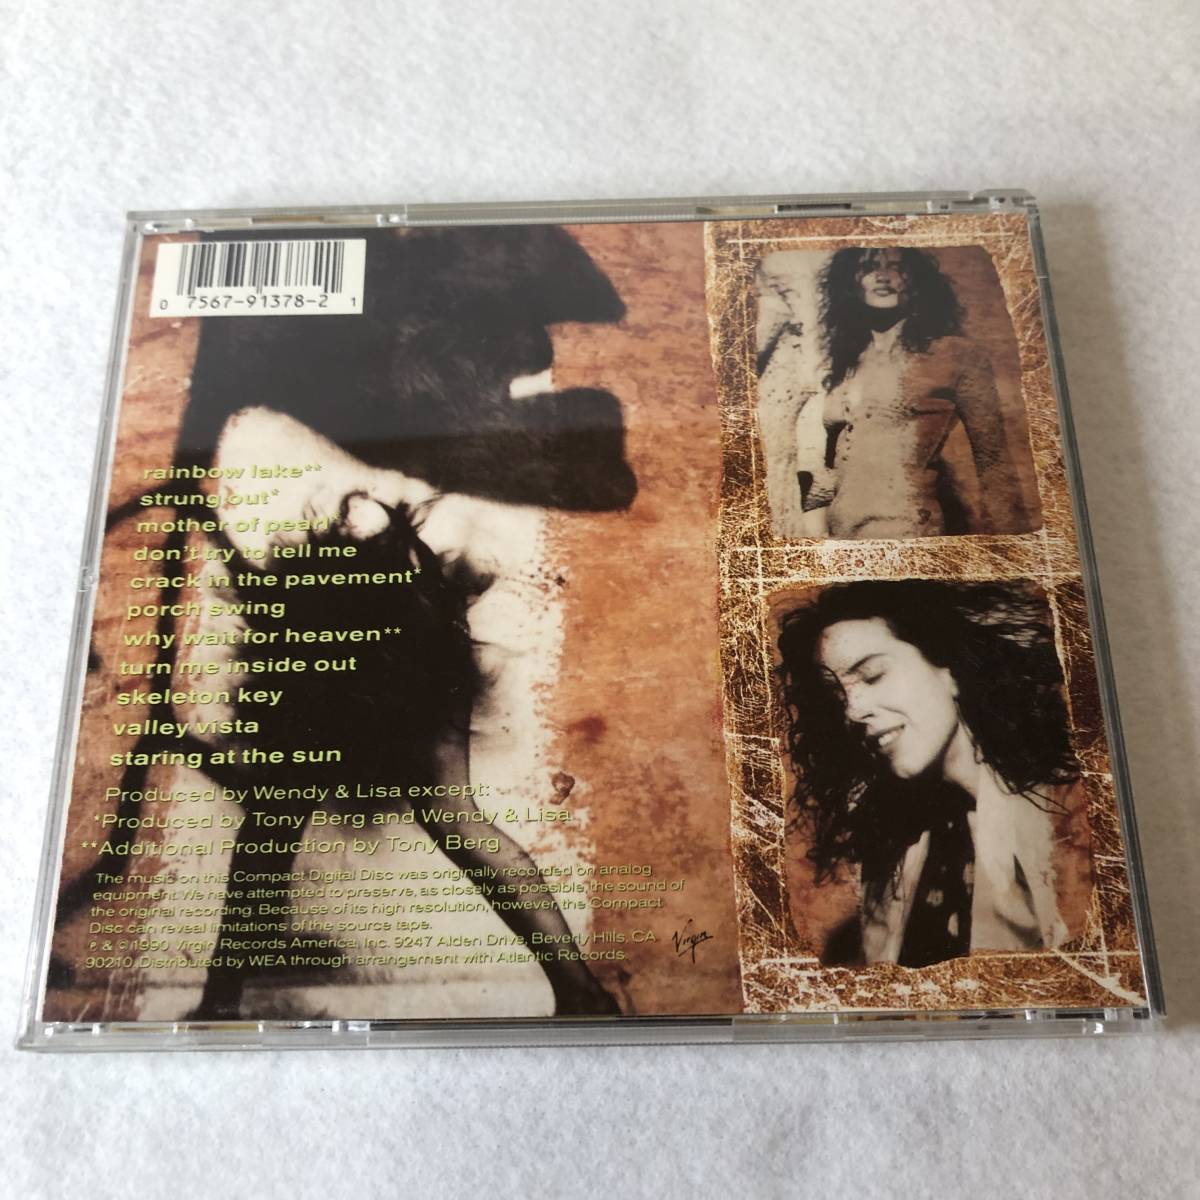 0 7567-91378-2 1
rainbow lake**
strung out*
mother of pearl*
don't try to tell me
crack in the pavement*
porch swing
why wait for heaven**
turn me inside out
skeleton key
valley vista
staring at the sun
Produced by Wendy & Lisa except:
*Produced by Tony Berg and Wendy & Lisa
**Additional Production by Tony Berg
The music on this Compact Digital Disc was originally recorded on analog
equipment. We have attempted to preserve, as closely as possible, the sound of
the original recording. Because of its high resolution, however, the Compact
Disc can reveal limitations of the source tape.
℗ & © 1990 Virgin Records America, Inc. 9247 Alden Drive, Beverly Hills, CA
90210. Distributed by WEA through arrangement with Atlantic Records
Virgin